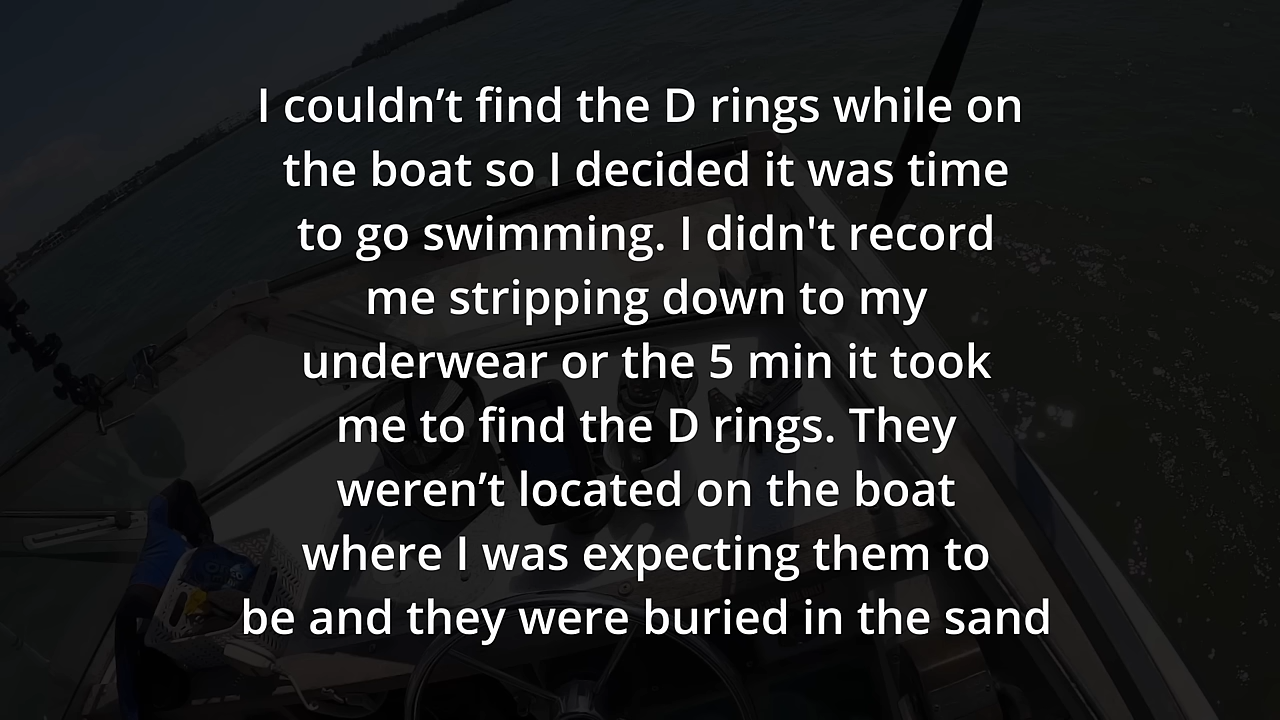 I couldn’t find the D rings while on
the boat so I decided it was time
to go swimming. I didn't record
me stripping down to my
underwear or the 5 min it took
me to find the D rings. They
weren’t located on the boat
where I was expecting them to
be and they were buried in the sand